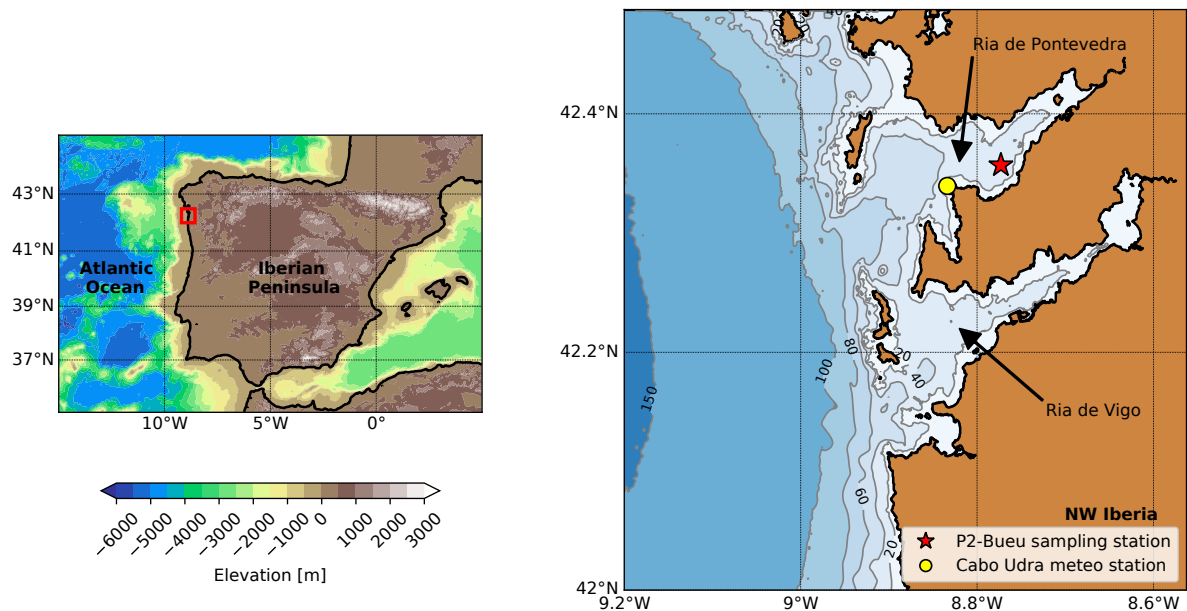 43°N
41°N
39°N
37°N
10°W
5°W
0°
Atlantic
Ocean
Iberian
Peninsula
−6000
−5000
−4000
−3000
−2000
−1000
0
1000
2000
3000
Elevation [m]
42.4°N
42.2°N
42°N
9.2°W
9°W
8.8°W
8.6°W
Ria de Pontevedra
Ria de Vigo
40
20
80
100
150
20
40
60
20
NW Iberia
P2-Bueu sampling station
Cabo Udra meteo station